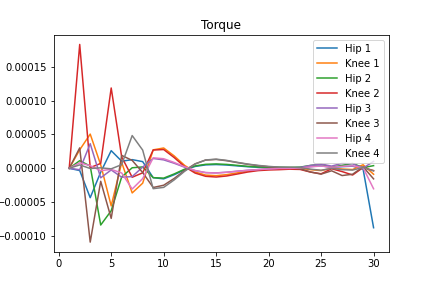 Torque
0.00015
0.00010
0.00005
0.00000
−0.00005
−0.00010
0 5 10 15 20 25 30
Hip 1
Knee 1
Hip 2
Knee 2
Hip 3
Knee 3
Hip 4
Knee 4